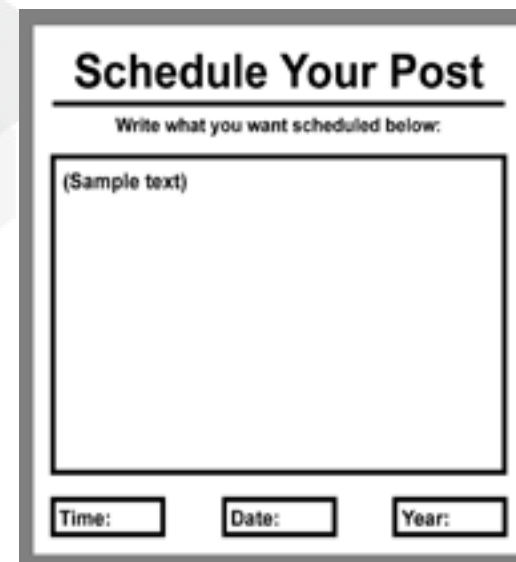 Schedule Your Post
Write what you want scheduled below:
(Sample text)
Time: Date: Year: